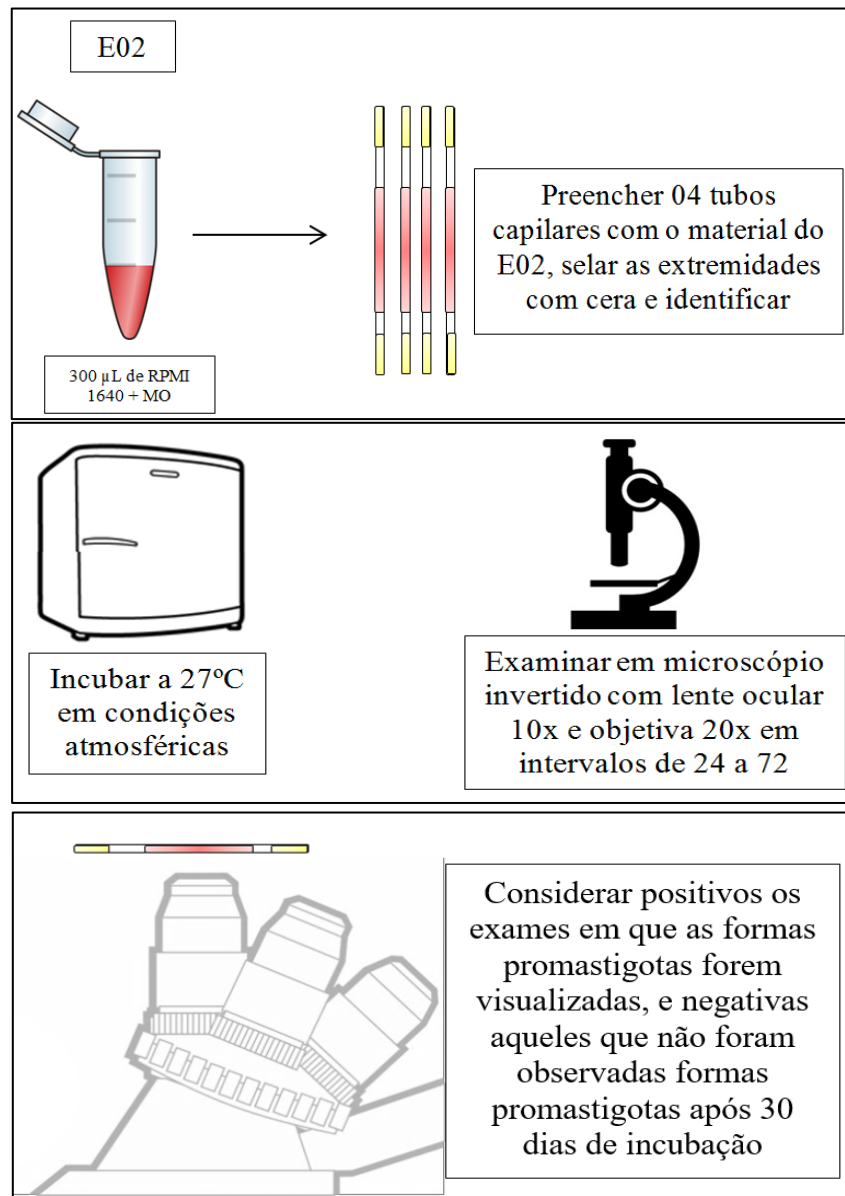 E02
Preencher 04 tubos
capilares com o material do
E02, selar as extremidades
com cera e identificar
300 µL de RPMI
1640 + MO
Incubar a 27ºC
em condições
atmosféricas
Examinar em microscópio
invertido com lente ocular
10x e objetiva 20x em
intervalos de 24 a 72
Considerar positivos os
exames em que as formas
promastigotas forem
visualizadas, e negativas
aqueles que não foram
observadas formas
promastigotas após 30
dias de incubação